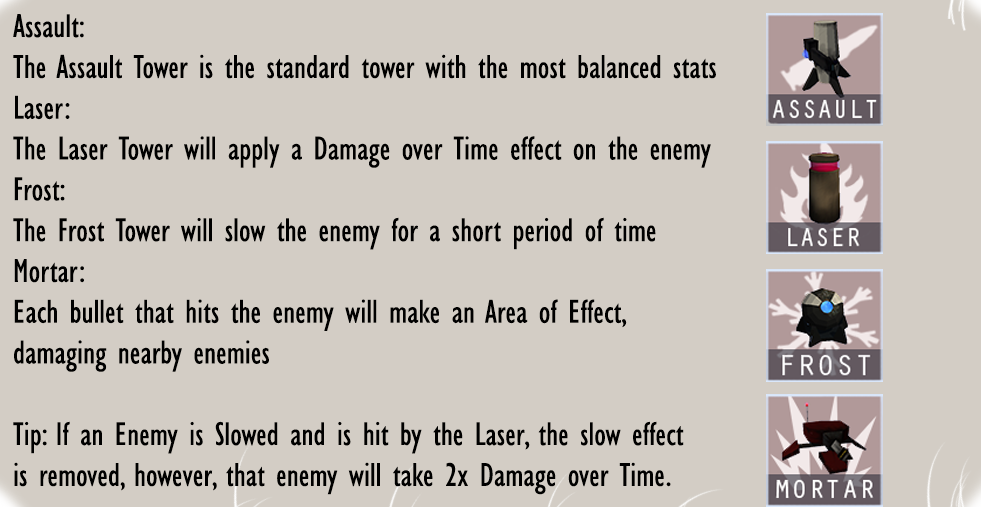 Assault:
The Assault Tower is the standard tower with the most balanced stats
Laser:
The Laser Tower will apply a Damage over Time effect on the enemy
Frost:
The Frost Tower will slow the enemy for a short period of time
Mortar:
Each bullet that hits the enemy will make an Area of Effect,
damaging nearby enemies
Tip: If an Enemy is Slowed and is hit by the Laser, the slow effect
is removed, however, that enemy will take 2x Damage over Time.
ASSAULT
LASER
FROST
MORTAR